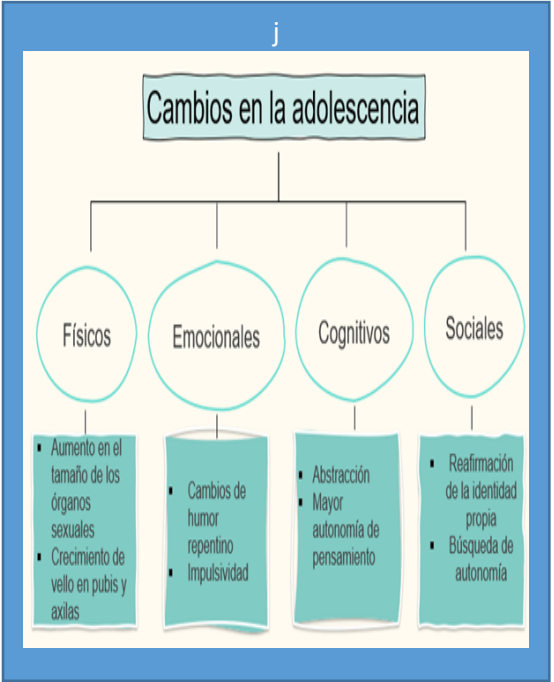 j
Cambios en la adolescencia
Físicos
Emocionales
Cognitivos
Sociales
▪ Aumento en el
tamaño de los
órganos
sexuales
▪ Crecimiento de
vello en pubis y
axilas
▪ Cambios de
humor
repentino
▪ Impulsividad
▪ Abstracción
▪ Mayor
autonomía de
pensamiento
▪ Reafirmación
de la identidad
propia
▪ Búsqueda de
autonomía